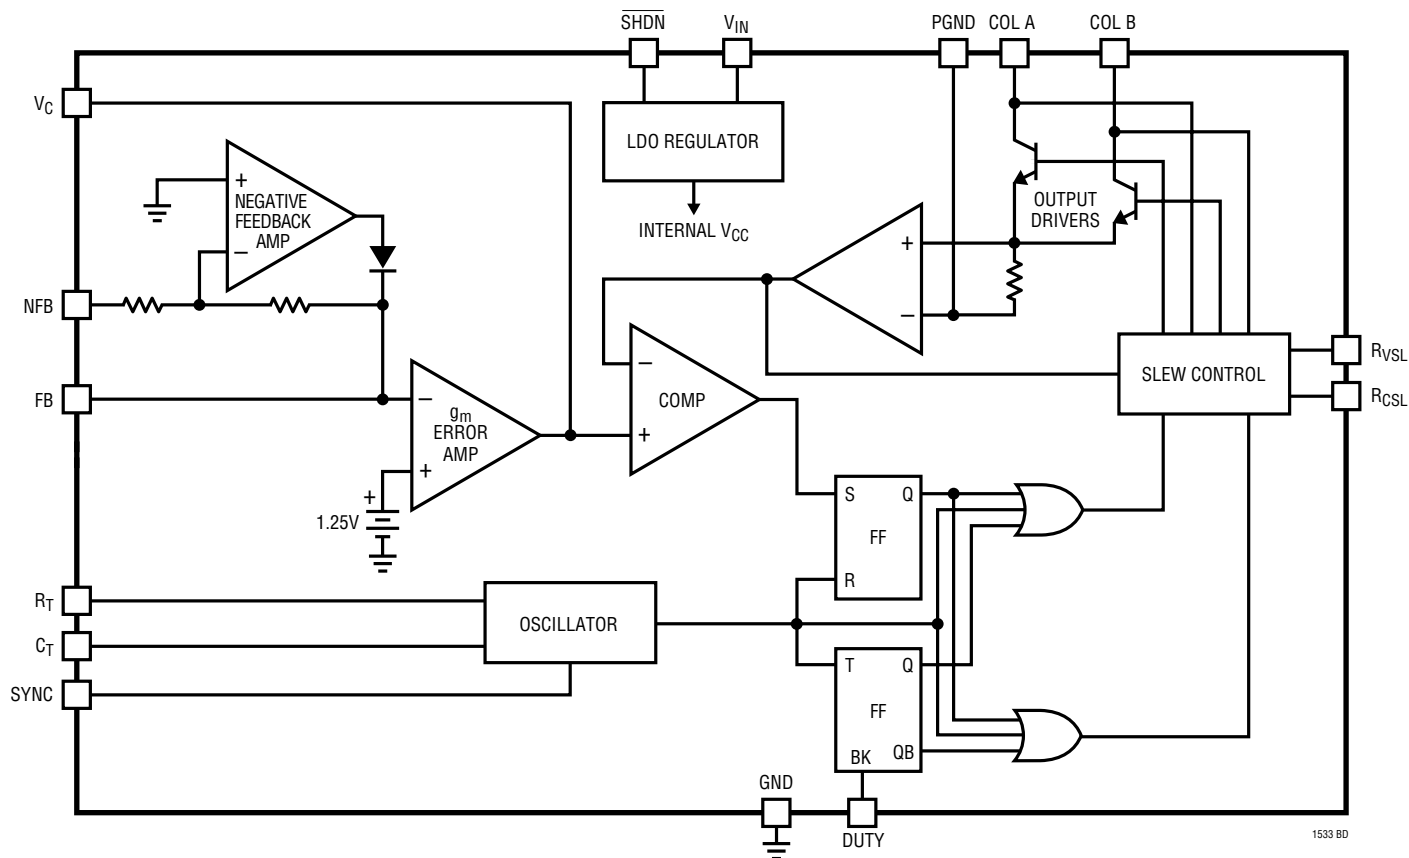 SHDN
VIN
PGND
COL A
COL B
VC
LDO REGULATOR
+
NEGATIVE
FEEDBACK
AMP
–
OUTPUT
DRIVERS
INTERNAL VCC
+
–
NFB
–
COMP
+
SLEW CONTROL
RVSL
RCSL
FB
–
gm
ERROR
AMP
+
+
1.25V
S
Q
FF
R
RT
OSCILLATOR
CT
SYNC
T
Q
FF
BK
QB
GND
DUTY
1533 BD